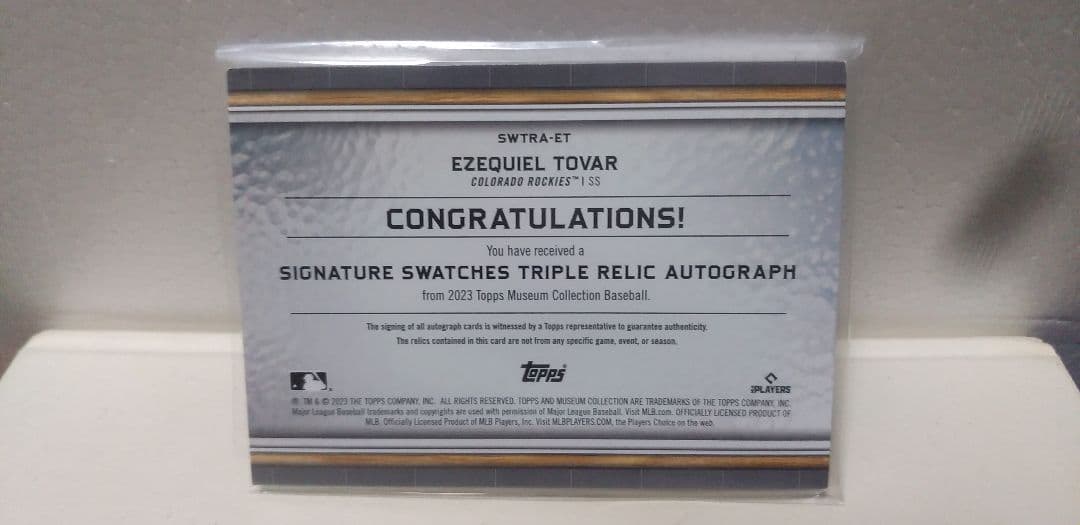 SWTRA-ET
EZEQUIEL TOVAR
COLORADO ROCKIES™ | SS
CONGRATULATIONS!
You have received a
SIGNATURE SWATCHES TRIPLE RELIC AUTOGRAPH
from 2023 Topps Museum Collection Baseball.
The signing of all autograph cards is witnessed by a Topps representative to guarantee authenticity.
The relics contained in this card are not from any specific game, event, or season.
topps
PLAYERS
® TM & © 2023 THE TOPPS COMPANY, INC. ALL RIGHTS RESERVED. TOPPS AND MUSEUM COLLECTION ARE TRADEMARKS OF THE TOPPS COMPANY, INC.
Major League Baseball trademarks and copyrights are used with permission of Major League Baseball. Visit MLB.com. OFFICIALLY LICENSED PRODUCT OF
MLB. Officially Licensed Product of MLB Players, Inc. Visit MLBPLAYERS.COM, the Players Choice on the web.